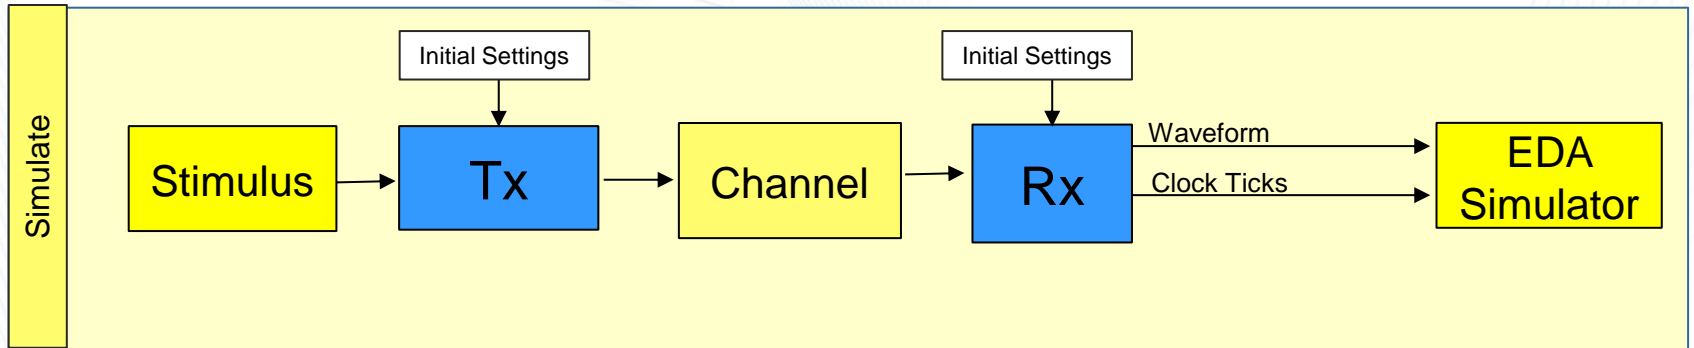 Simulate
Initial Settings
Initial Settings
Stimulus
Tx
Channel
Rx
Waveform
Clock Ticks
EDA
Simulator